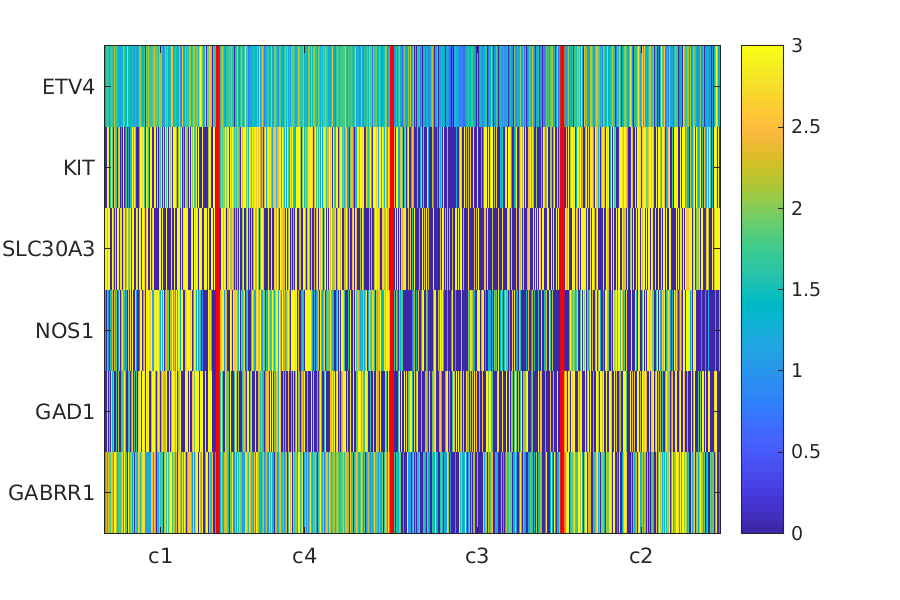 ETV4
KIT
SLC30A3
NOS1
GAD1
GABRR1
c1 c4 c3 c2
3
2.5
2
1.5
1
0.5
0